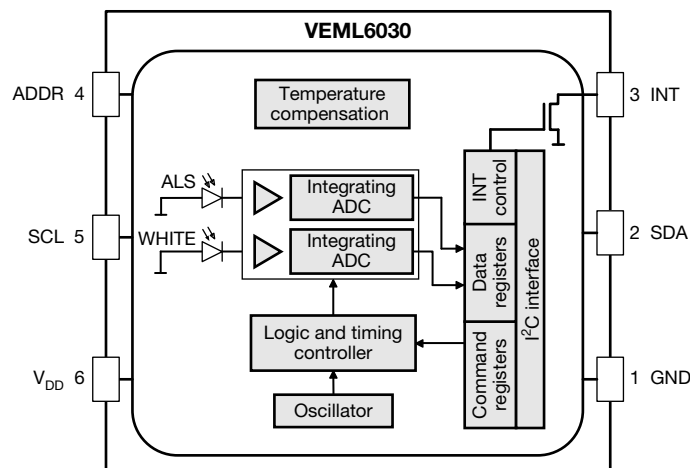 VEML6030
ADDR 4
3 INT
Temperature
compensation
ALS
Integrating
ADC
INT
control
SCL 5
WHITE
Integrating
ADC
Data
registers
I²C interface
2 SDA
Logic and timing
controller
Command
registers
V_DD 6
1 GND
Oscillator